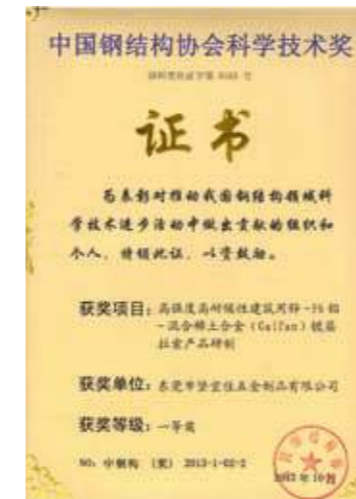 中国钢结构协会科学技术奖
证书
为表彰对推动我国钢结构领域科
学技术进步活动中做出贡献的组织和
个人，特颁此证，以资鼓励。
获奖项目：高强度高耐候性建筑用锌-5%铝
-混合稀土合金（Galfan）镀层
拉索产品研制
获奖单位：东莞市坚宜佳五金制品有限公司
获奖等级：一等奖
NO：中钢构（奖）2013-1-02-2
年10月